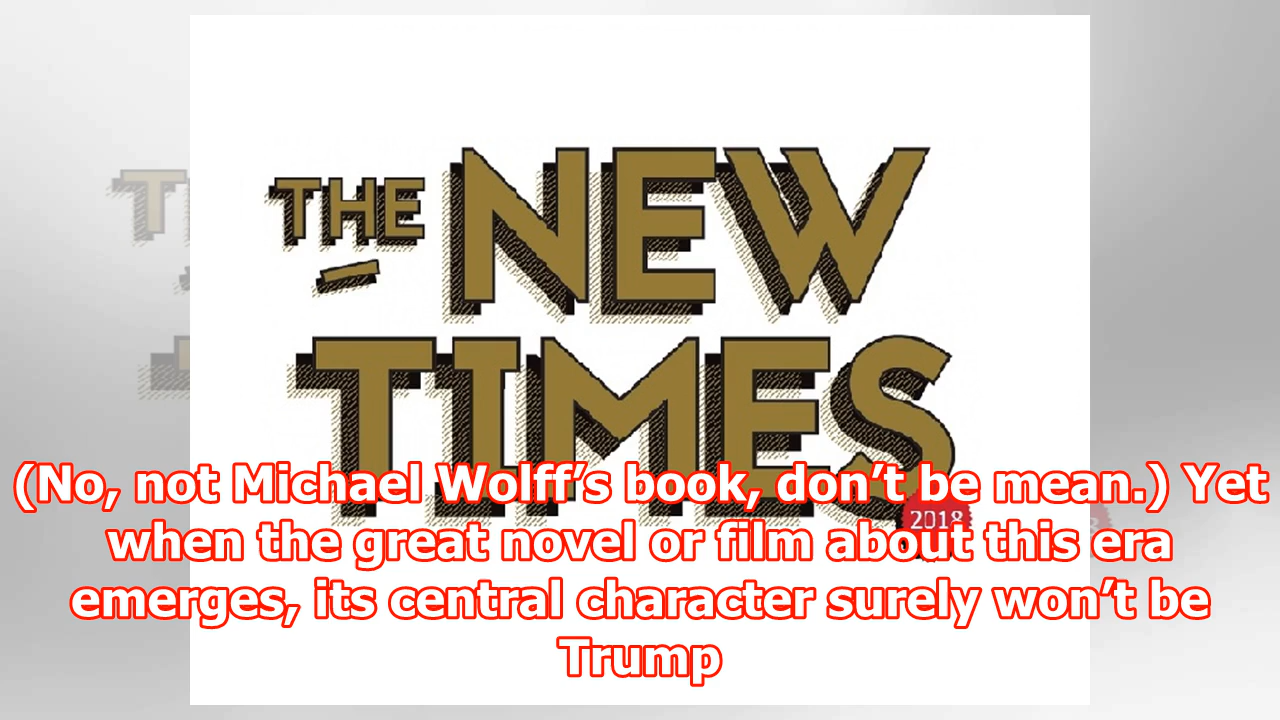 THE NEW
TIMES
2018
(No, not Michael Wolff’s book, don’t be mean.) Yet
when the great novel or film about this era
emerges, its central character surely won’t be
Trump